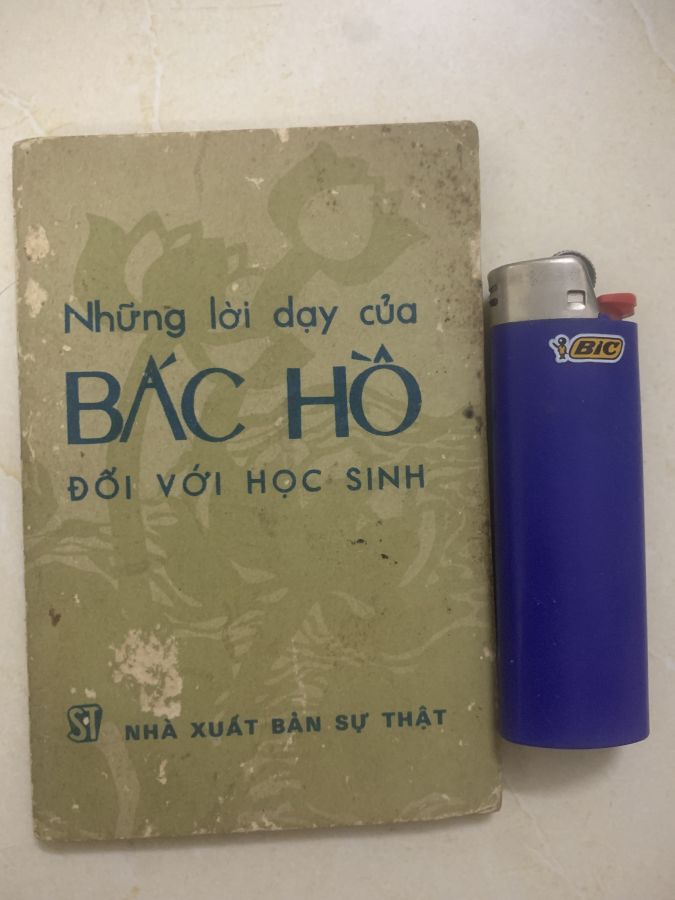 Những lời dạy của
BÁC HỒ
ĐỐI VỚI HỌC SINH
ST NHÀ XUẤT BẢN SỰ THẬT
BIC